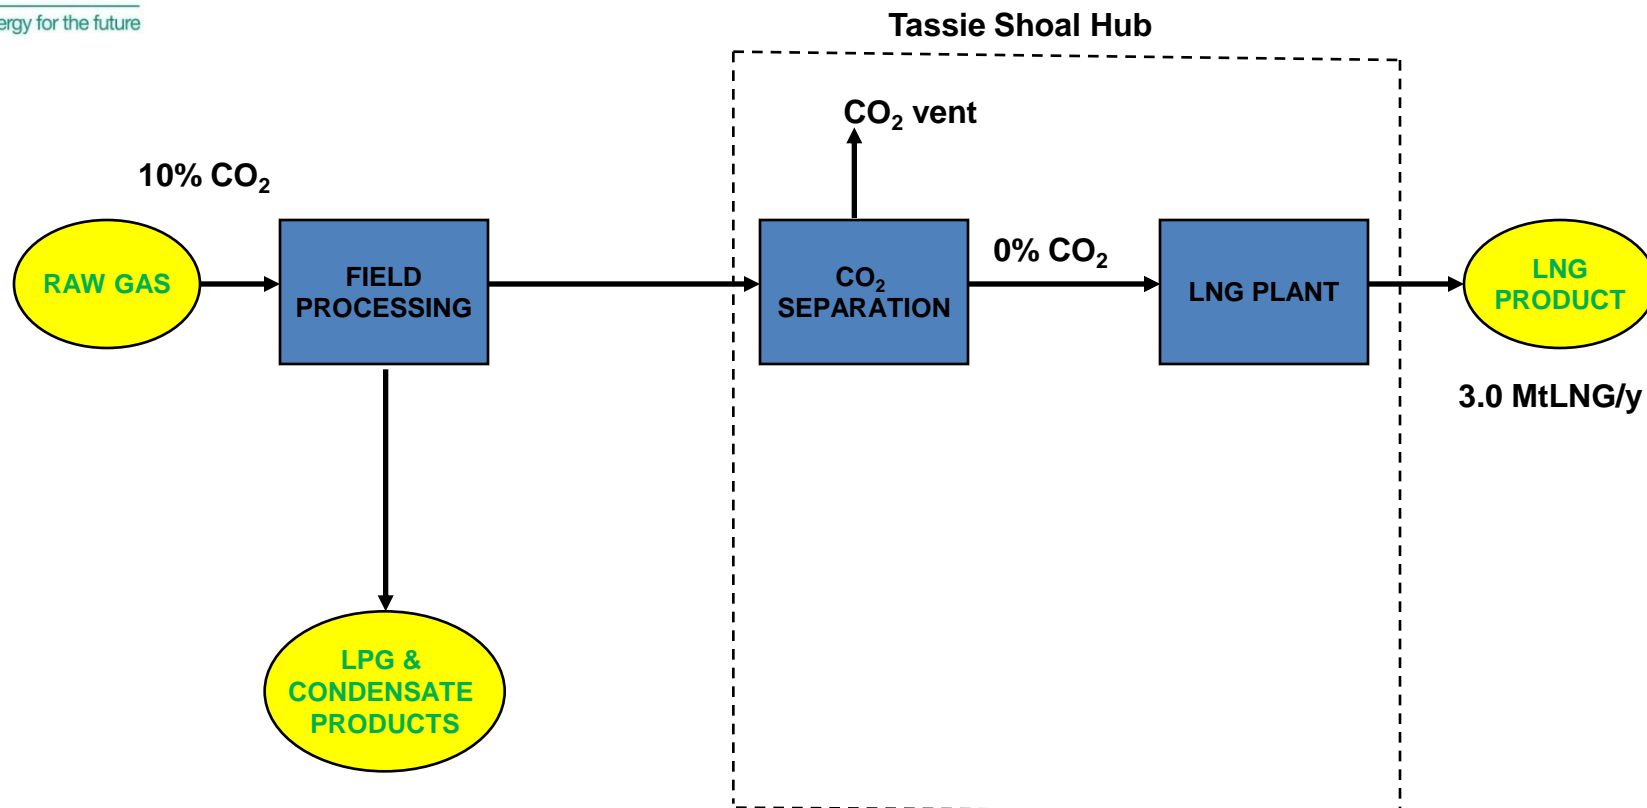 for the future
Tassie Shoal Hub
CO₂ vent
10% CO₂
RAW GAS
FIELD
PROCESSING
CO₂
SEPARATION
0% CO₂
LNG PLANT
LNG
PRODUCT
3.0 MtLNG/y
LPG &
CONDENSATE
PRODUCTS